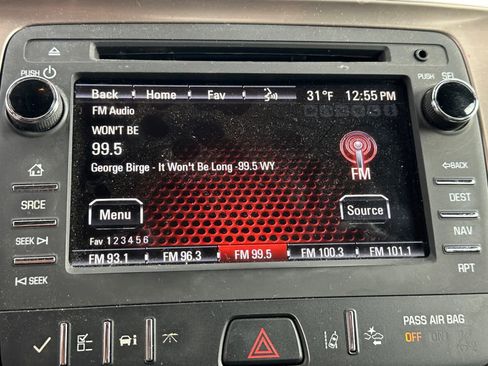 PUSH SEL
PUSH
Back Home Fav 31°F 12:55 PM
FM Audio
WON'T BE
99.5
George Birge - It Won't Be Long -99.5 WY
FM
BACK
SRCE
DEST
Menu
Source
SEEK
NAV
Fav 1 2 3 4 5 6
FM 93.1 FM 96.3 FM 99.5 FM 100.3 FM 101.1
SEEK
RPT
PASS AIR BAG
OFF ON